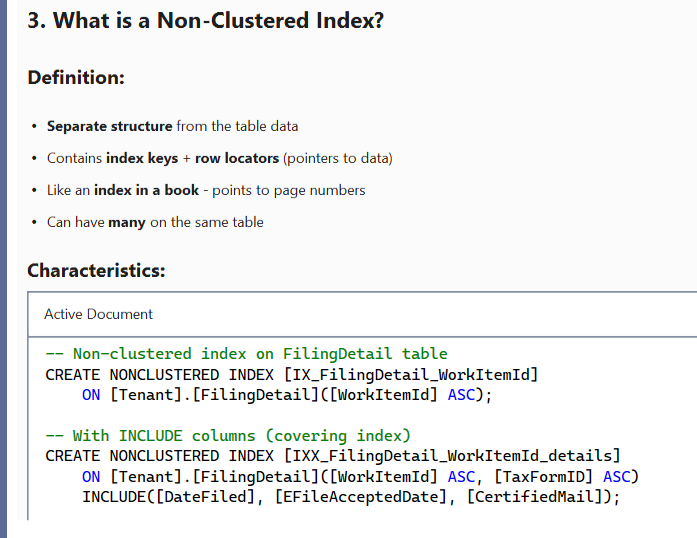 3. What is a Non-Clustered Index?
Definition:
• Separate structure from the table data
• Contains index keys + row locators (pointers to data)
• Like an index in a book - points to page numbers
• Can have many on the same table
Characteristics:
Active Document
-- Non-clustered index on FilingDetail table
CREATE NONCLUSTERED INDEX [IX_FilingDetail_WorkItemId]
    ON [Tenant].[FilingDetail]([WorkItemId] ASC);
-- With INCLUDE columns (covering index)
CREATE NONCLUSTERED INDEX [IXX_FilingDetail_WorkItemId_details]
    ON [Tenant].[FilingDetail]([WorkItemId] ASC, [TaxFormID] ASC)
    INCLUDE([DateFiled], [EFileAcceptedDate], [CertifiedMail]);